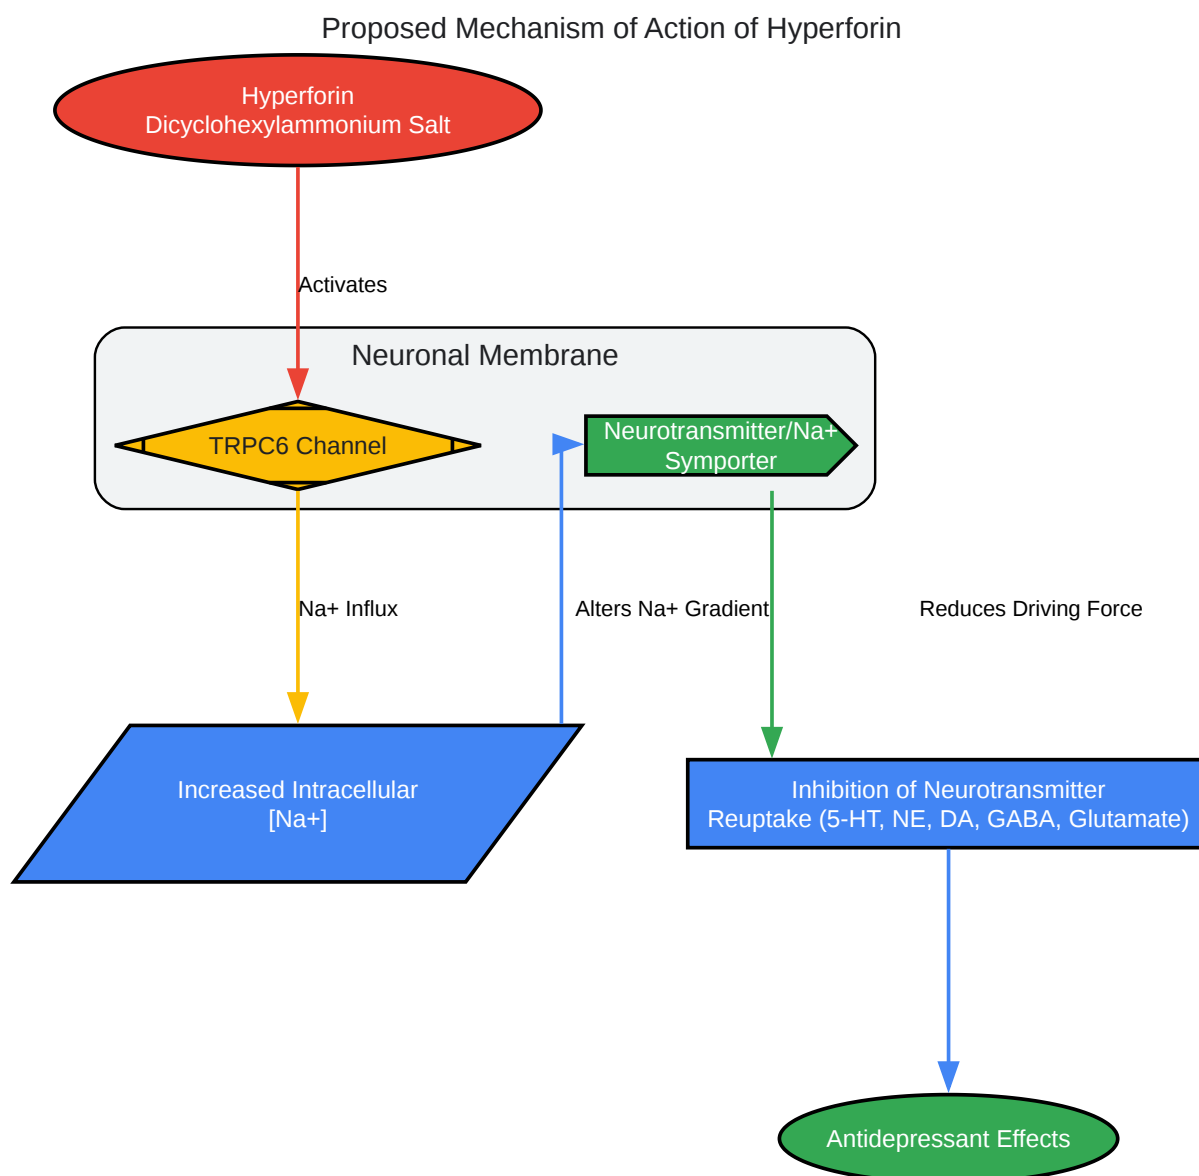 Proposed Mechanism of Action of Hyperforin
Hyperforin
Dicyclohexylammonium Salt
Activates
Neuronal Membrane
TRPC6 Channel
Neurotransmitter/Na+
Symporter
Na+ Influx
Alters Na+ Gradient
Reduces Driving Force
Increased Intracellular
[Na+]
Inhibition of Neurotransmitter
Reuptake (5-HT, NE, DA, GABA, Glutamate)
Antidepressant Effects